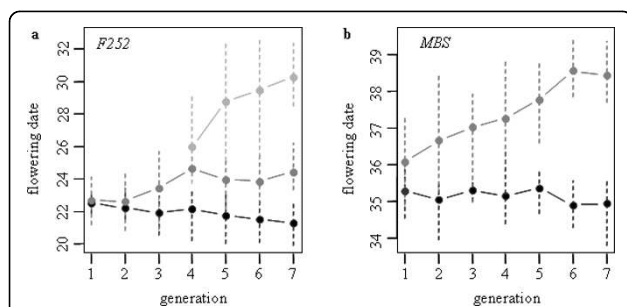 a F252
flowering date
32
30
28
26
24
22
20
1 2 3 4 5 6 7
generation
b MBS
flowering date
39
38
37
36
35
34
1 2 3 4 5 6 7
generation